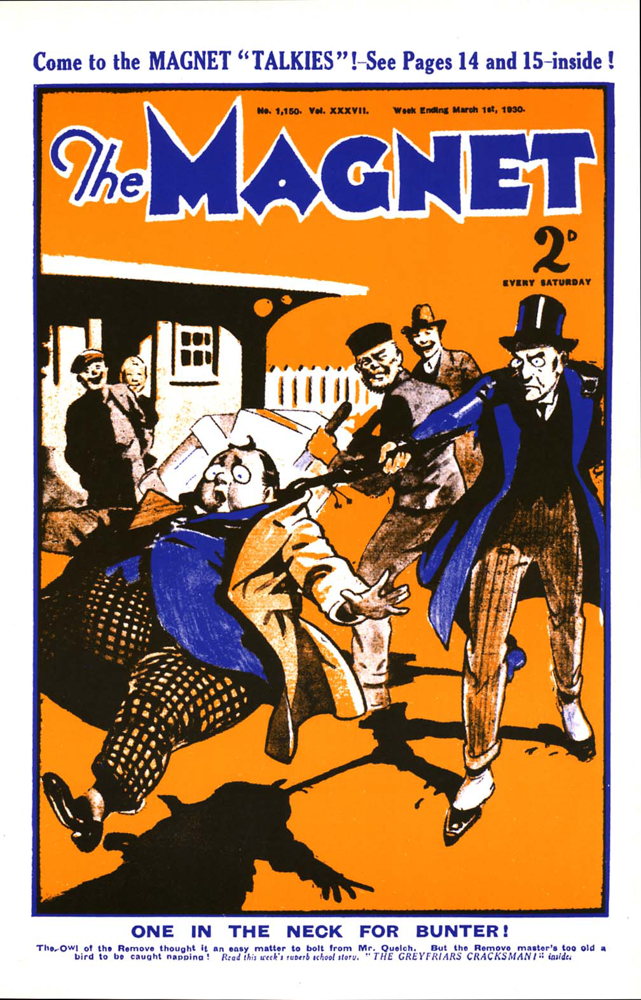 Come to the MAGNET "TALKIES"!-See Pages 14 and 15-inside!
No. 1,150. Vol. XXXVII. Week Ending March 1st, 1930.
The MAGNET
2D
EVERY SATURDAY
ONE IN THE NECK FOR BUNTER!
The Owl of the Remove thought it an easy matter to bolt from Mr. Quelch. But the Remove master's too old a
bird to be caught napping! Read this week's superb school story, "THE GREYFRIARS CRACKSMAN!" inside.